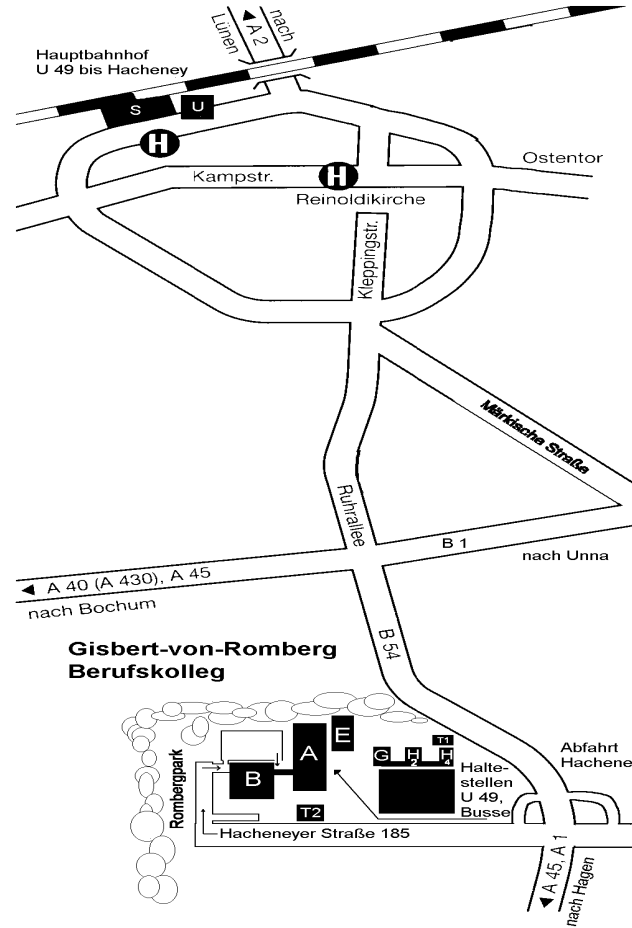 nach
Lünen
◄ A 2
Hauptbahnhof
U 49 bis Hacheney
S
U
H
Kampstr.
H
Reinoldikirche
Ostentor
Kleppingstr.
Märkische Straße
Ruhrallee
B 1
nach Unna
◄ A 40 (A 430), A 45
nach Bochum
B 54
Gisbert-von-Romberg
Berufskolleg
Rombergpark
A
E
B
T2
G
H
2
H
4
T1
Halte-
stellen
U 49,
Busse
Abfahrt
Hachene
Hacheneyer Straße 185
◄ A 45, A 1
nach Hagen